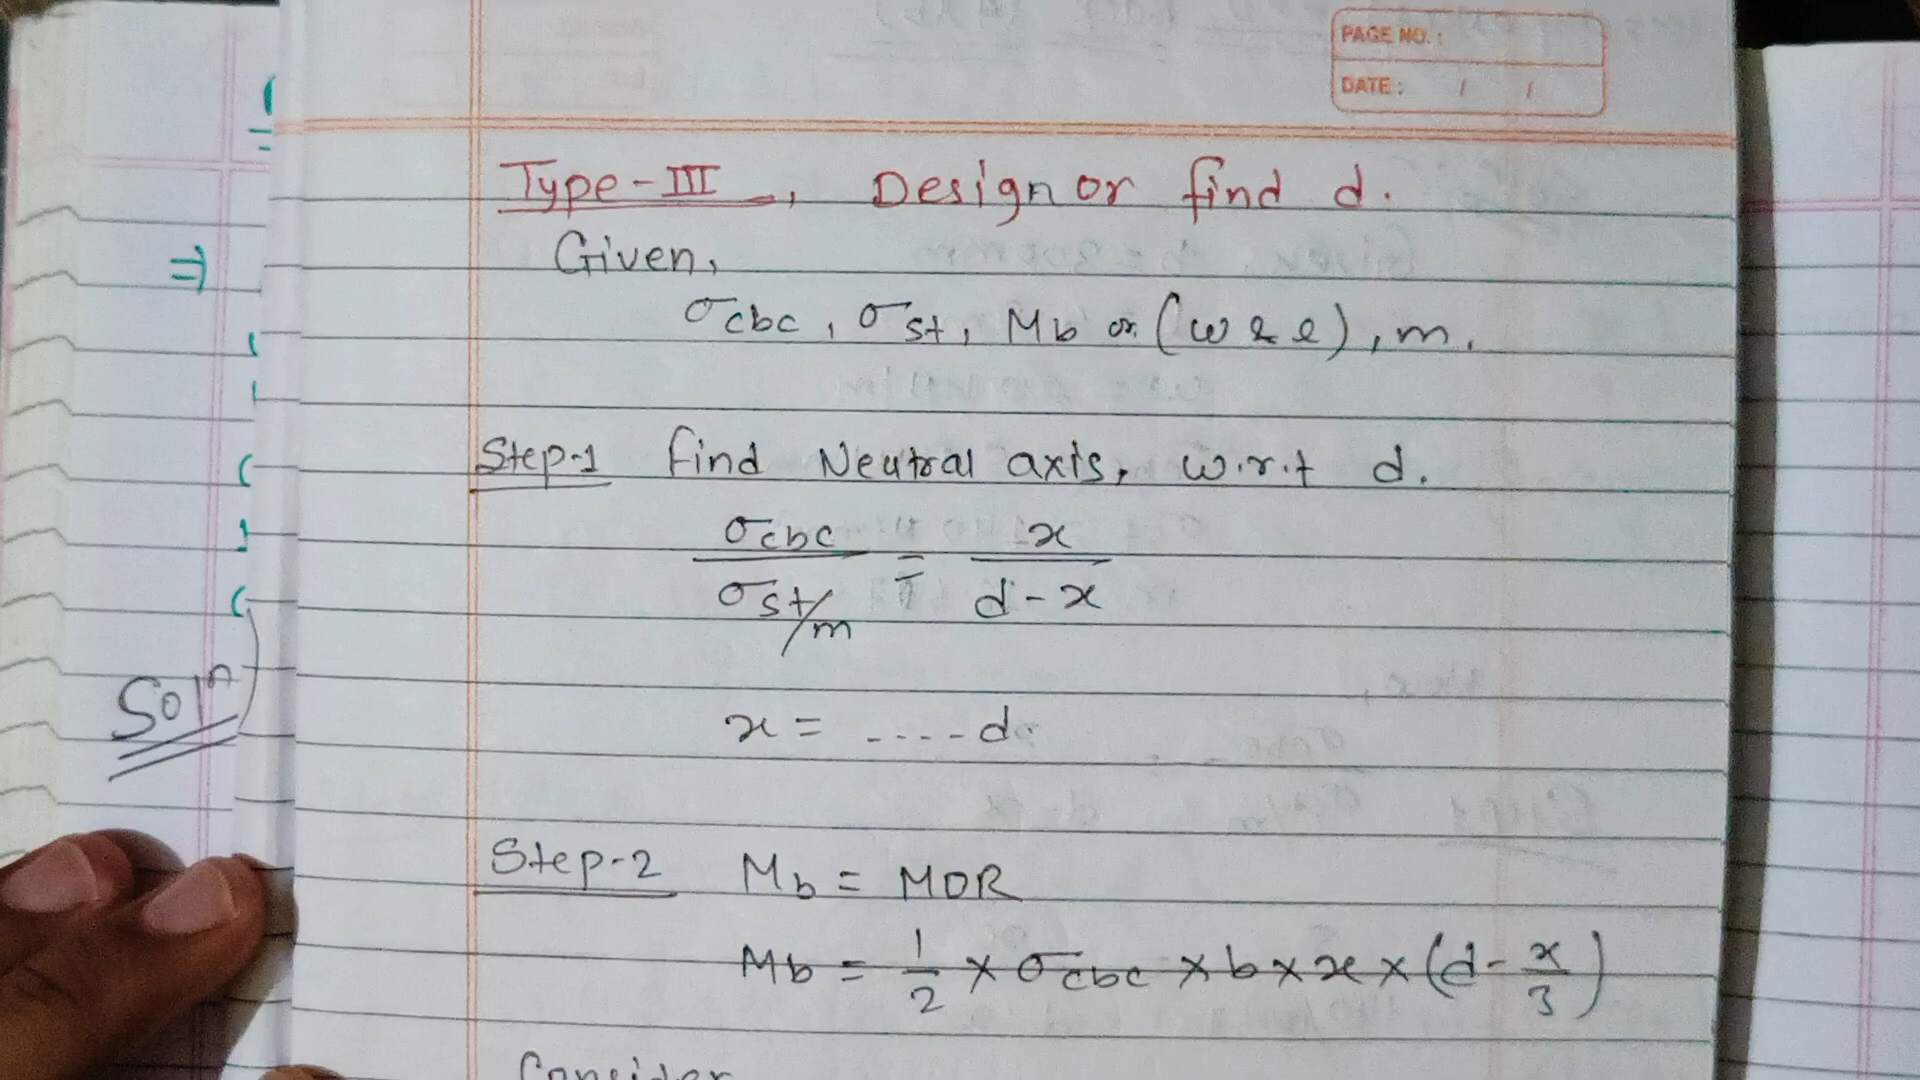 PAGE NO. :
DATE : / /
Type-III, Design or find d.
Given,
⇒
σcbc, σst, Mb or (w & l), m.
Step-1 find Neutral axis, w.r.t d.
σcbc / (σst/m) = x / (d - x)
Soln
x = ..... d.
Step-2 Mb = MOR
Mb = 1/2 × σcbc × b × x × (d - x/3)
Consider